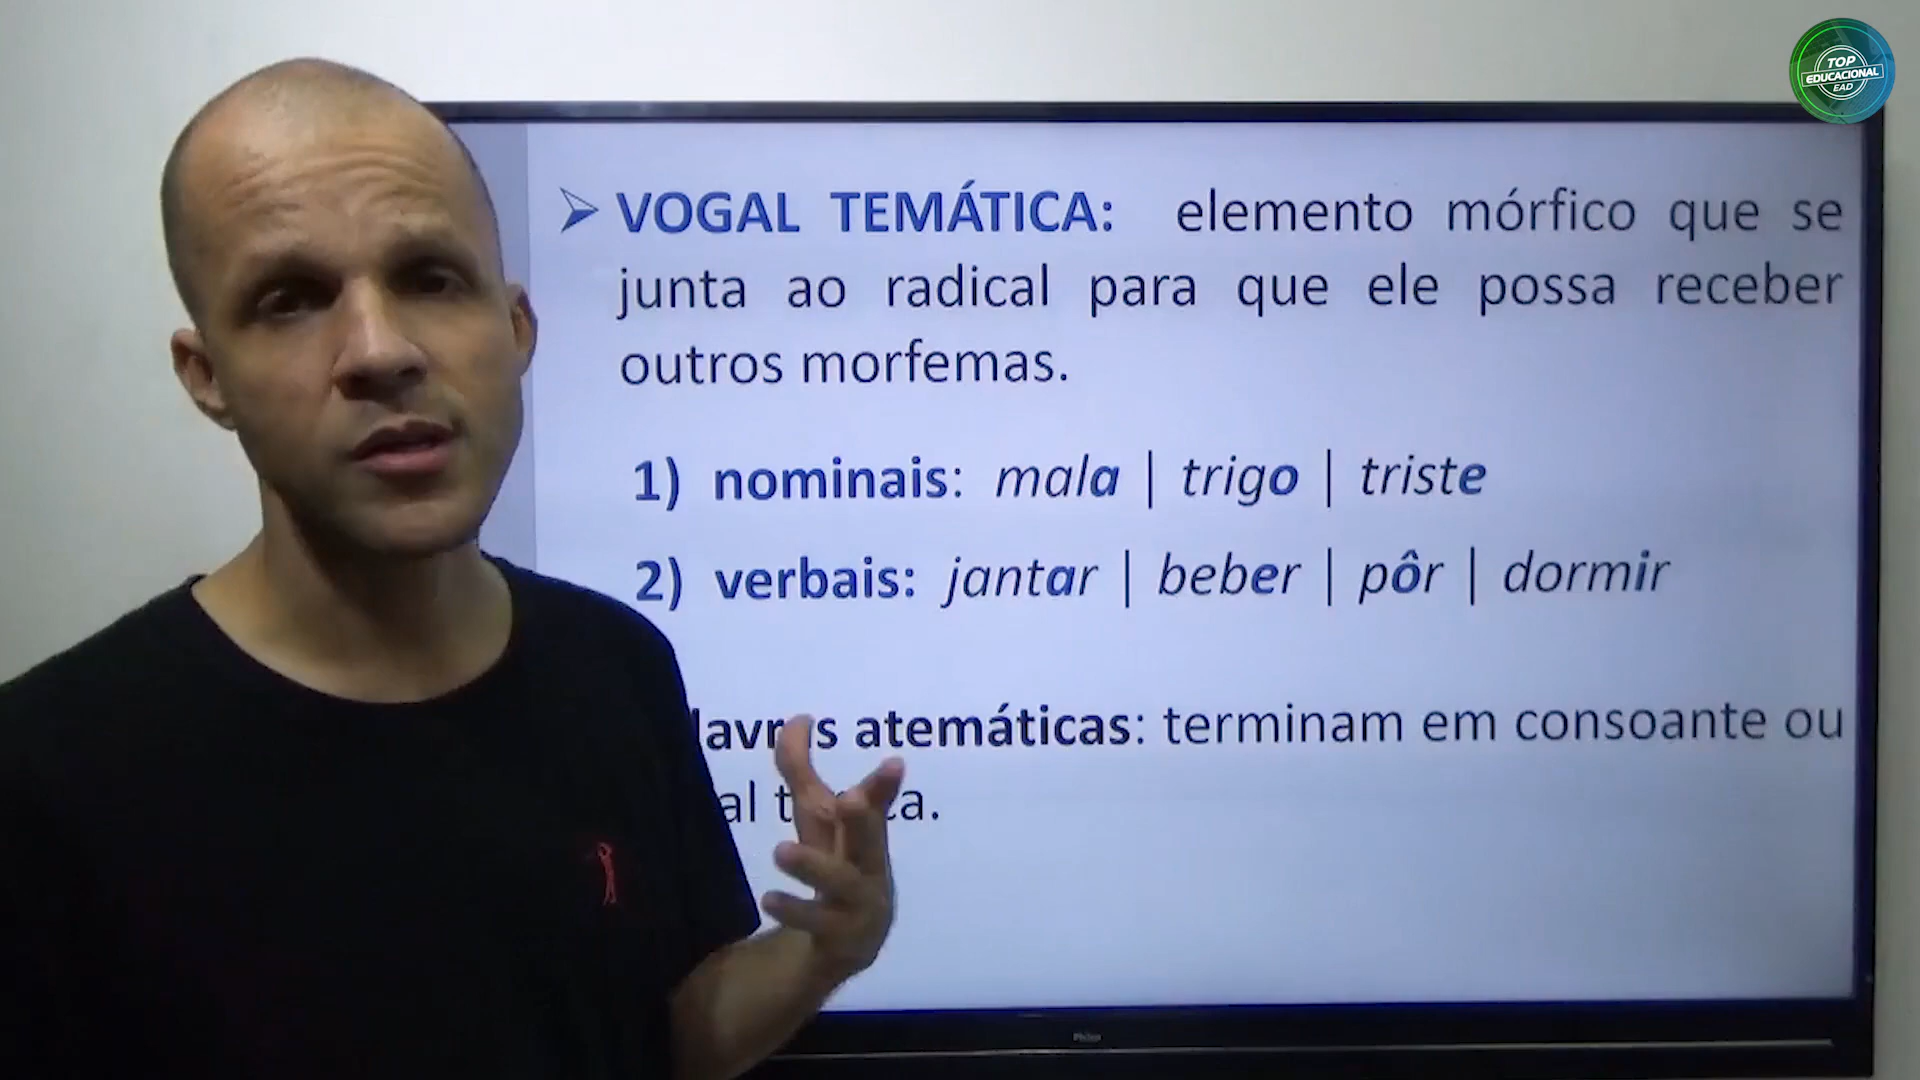 TOP
EDUCACIONAL
EAD
➢ VOGAL TEMÁTICA: elemento mórfico que se
junta ao radical para que ele possa receber
outros morfemas.
1) nominais: mala | trigo | triste
2) verbais: jantar | beber | pôr | dormir
atemáticas: terminam em consoante ou
Philco